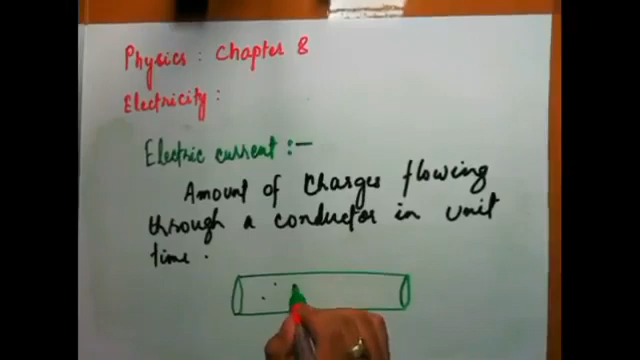 Physics : Chapter 8
Electricity :
Electric current :-
Amount of Charges flowing
through a conductor in unit
time.